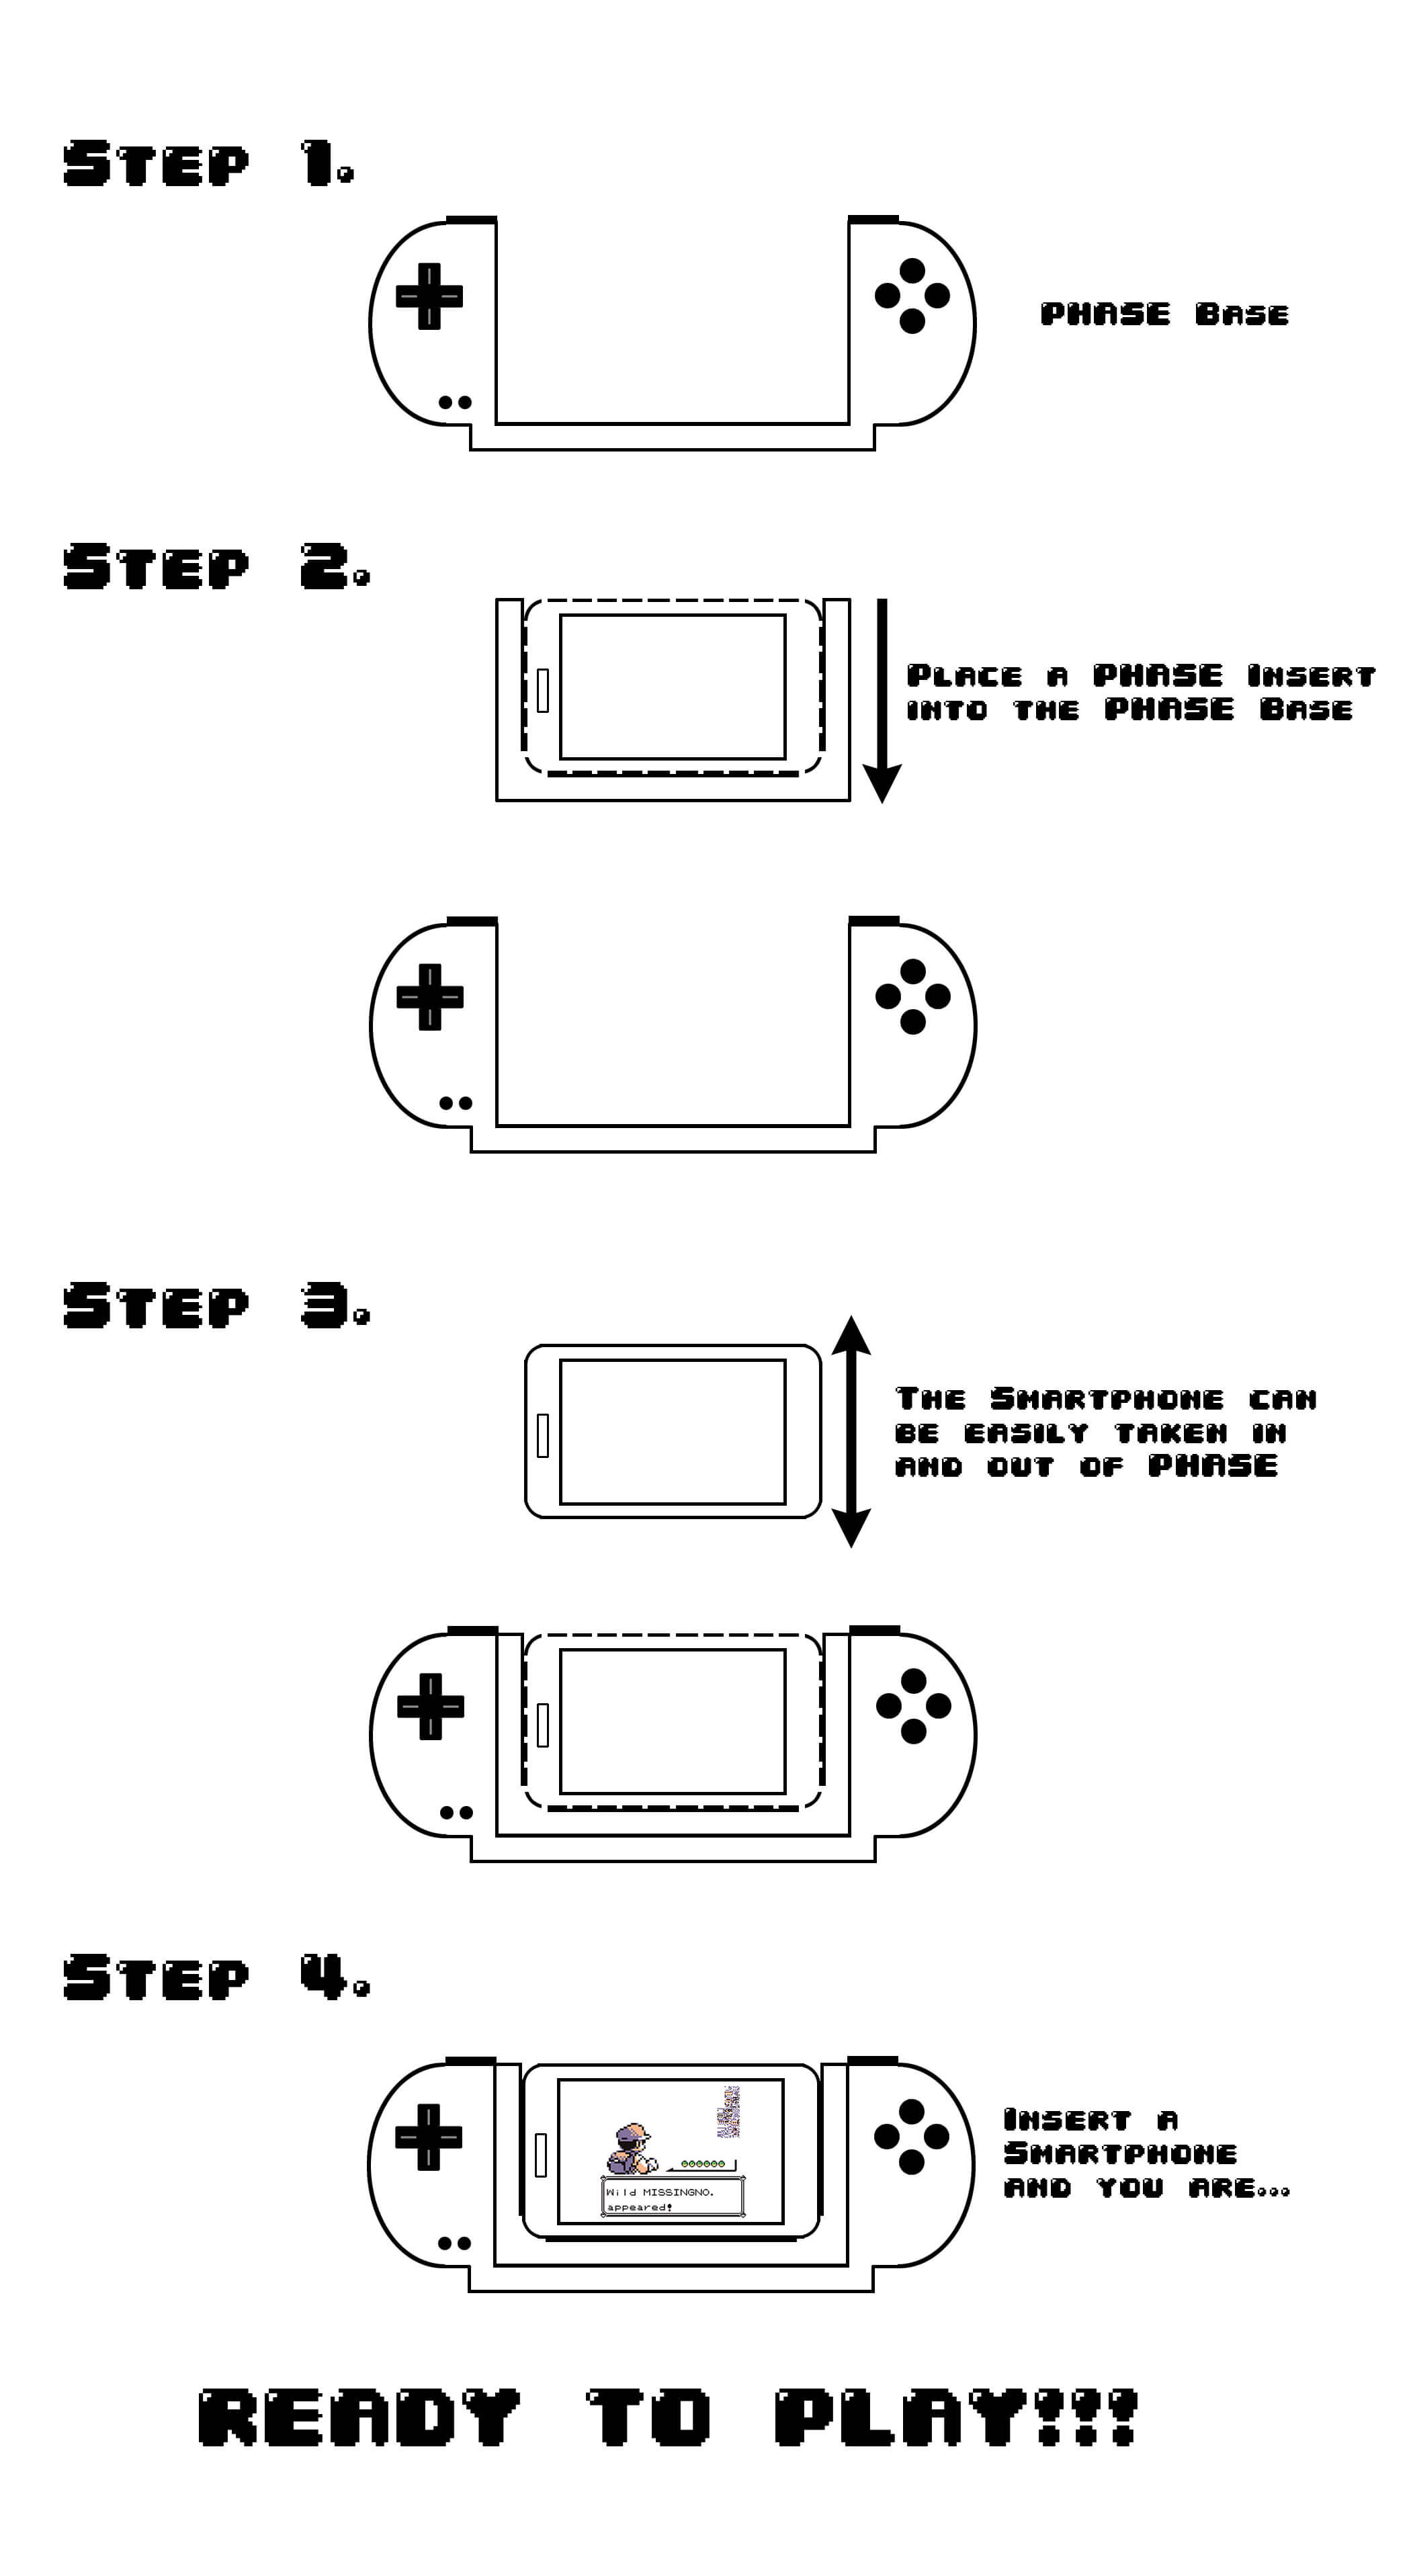 Step 1.
PHASE Base
Step 2.
Place a PHASE Insert
into the PHASE Base
Step 3.
The Smartphone can
be easily taken in
and out of PHASE
Step 4.
Insert a
Smartphone
and you are...
Wild MISSINGNO.
appeared!
READY TO PLAY!!!